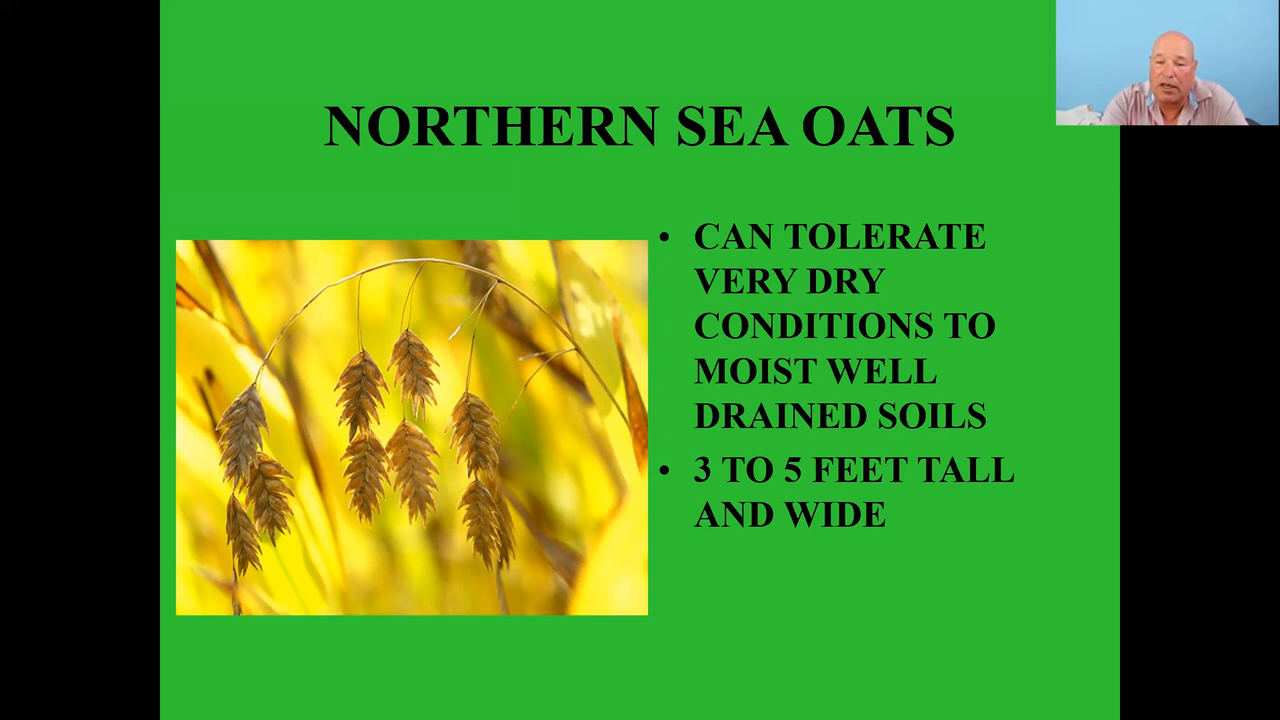 NORTHERN SEA OATS
• CAN TOLERATE
VERY DRY
CONDITIONS TO
MOIST WELL
DRAINED SOILS
• 3 TO 5 FEET TALL
AND WIDE